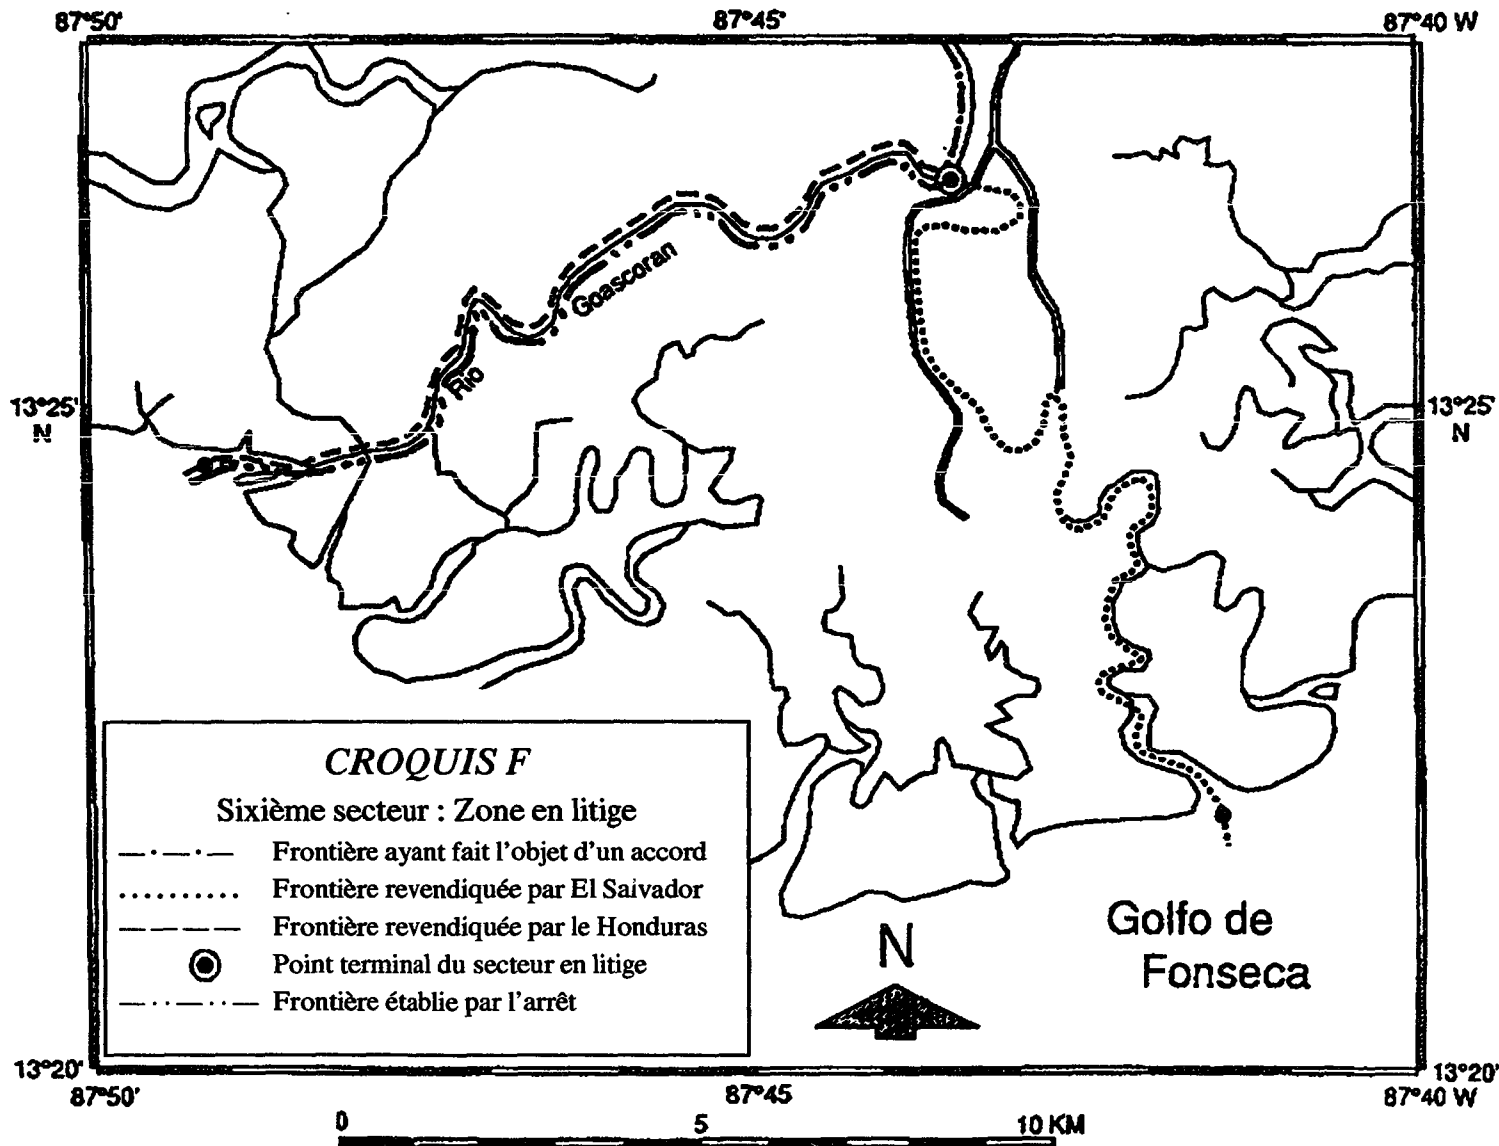 87°50'
87°45'
87°40 W
Goascoran
Rio
13°25'
N
13°25'
N
CROQUIS F
Sixième secteur : Zone en litige
Frontière ayant fait l'objet d'un accord
Frontière revendiquée par El Salvador
Frontière revendiquée par le Honduras
Point terminal du secteur en litige
Frontière établie par l'arrêt
N
Golfo de
Fonseca
13°20'
13°20'
87°50'
87°45
87°40 W
0
5
10 KM